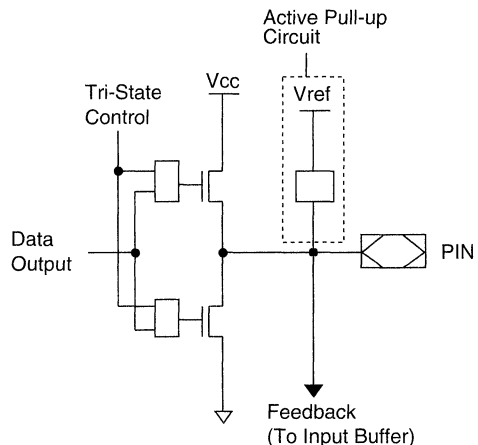 Active Pull-up
Circuit
Vcc
Vref
Tri-State
Control
Data
Output
PIN
Feedback
(To Input Buffer)